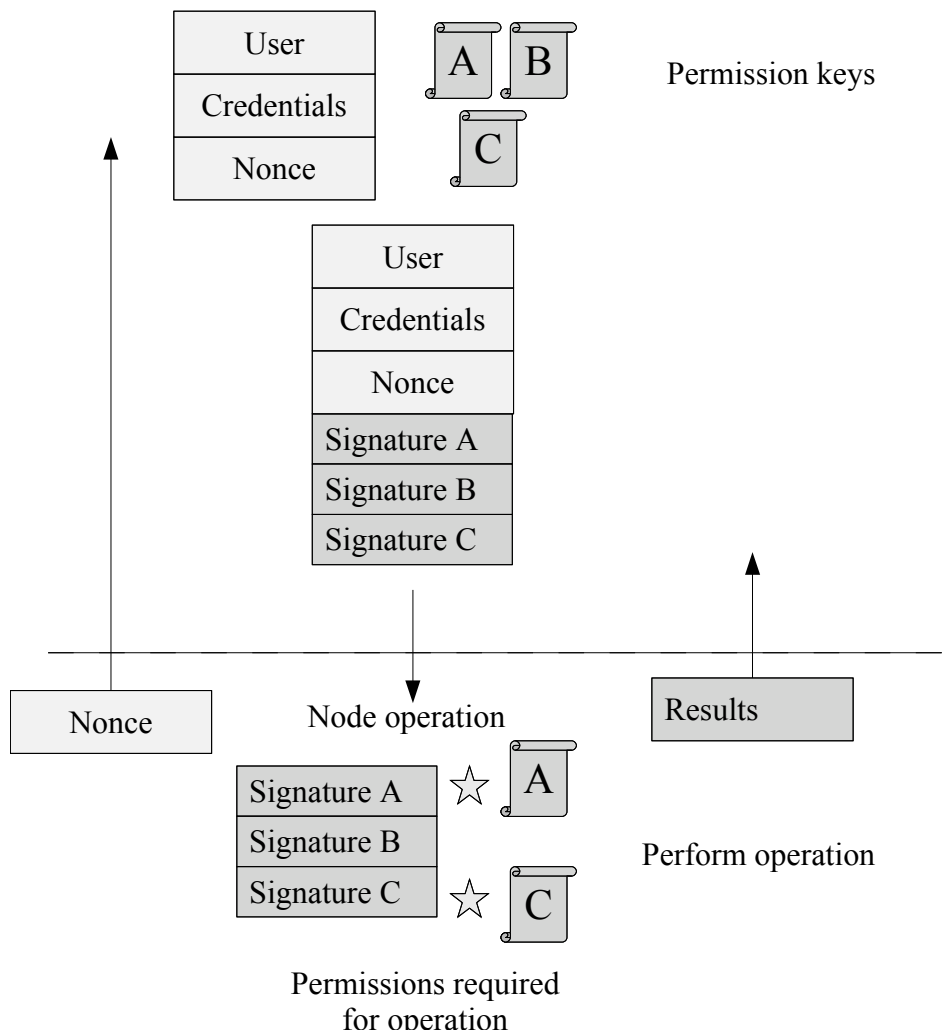 User
Credentials
Nonce
A
B
C
Permission keys
User
Credentials
Nonce
Signature A
Signature B
Signature C
Nonce
Node operation
Results
Signature A
Signature B
Signature C
A
C
Perform operation
Permissions required
for operation